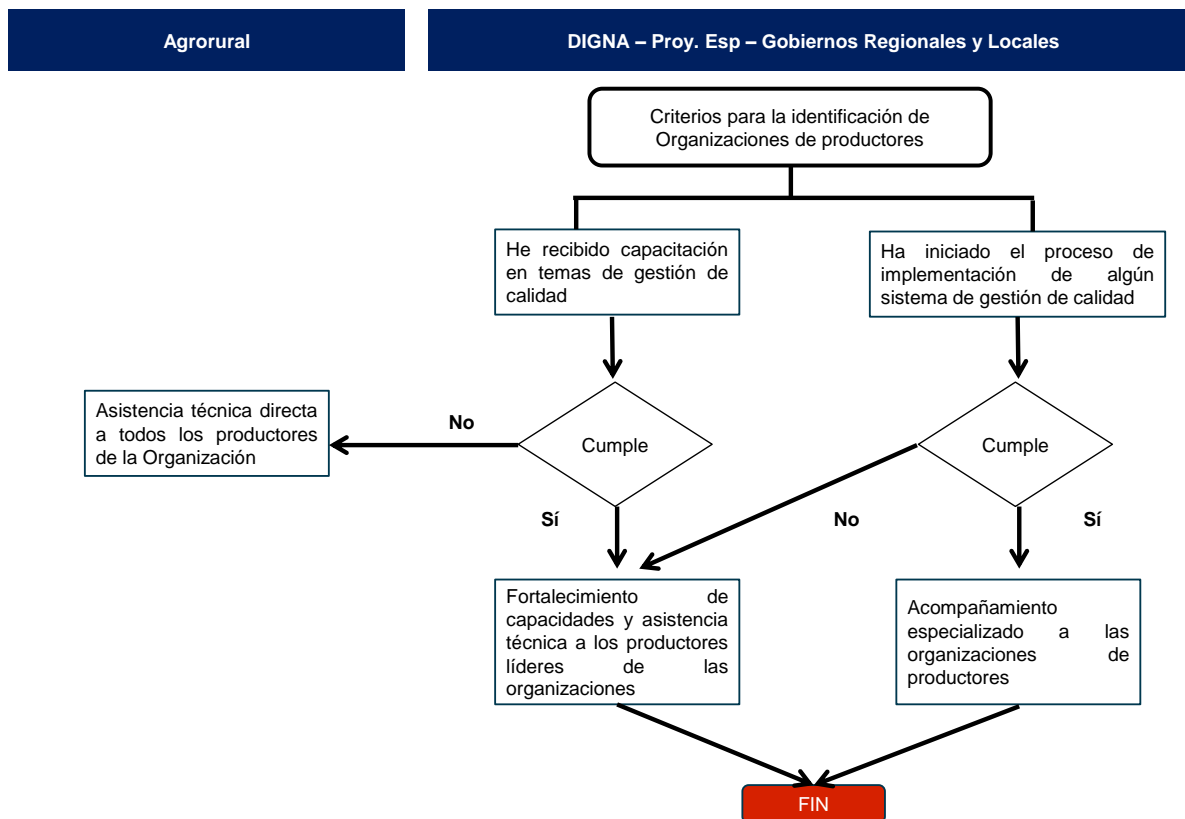 Agrorural
DIGNA – Proy. Esp – Gobiernos Regionales y Locales
Criterios para la identificación de
Organizaciones de productores
He recibido capacitación
en temas de gestión de
calidad
Ha iniciado el proceso de
implementación de algún
sistema de gestión de calidad
Asistencia técnica directa
a todos los productores
de la Organización
No
Cumple
Cumple
Sí
No
Sí
Fortalecimiento de
capacidades y asistencia
técnica a los productores
líderes de las
organizaciones
Acompañamiento
especializado a las
organizaciones de
productores
FIN